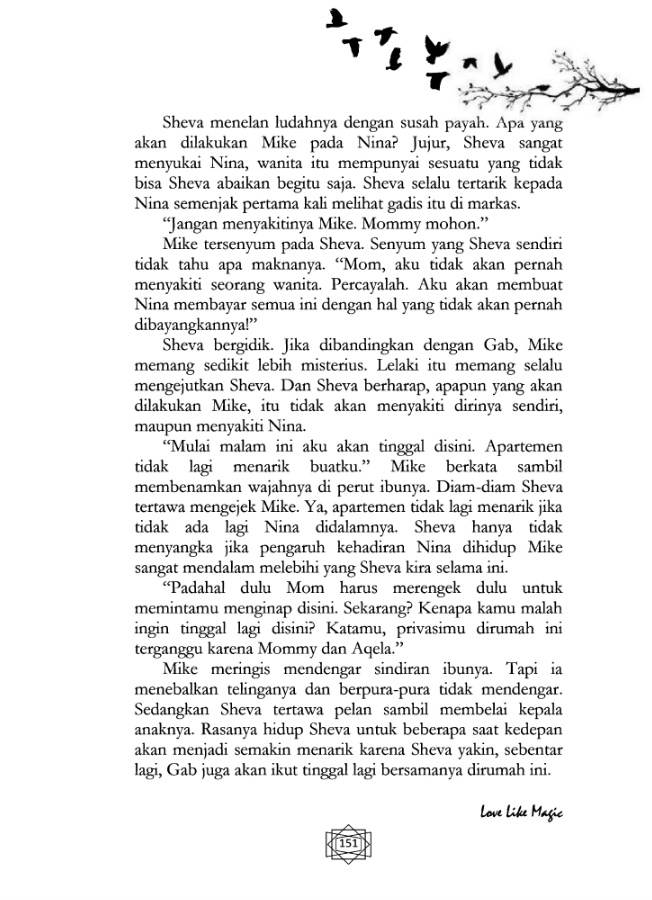 Sheva menelan ludahnya dengan susah payah. Apa yang
akan dilakukan Mike pada Nina? Jujur, Sheva sangat
menyukai Nina, wanita itu mempunyai sesuatu yang tidak
bisa Sheva abaikan begitu saja. Sheva selalu tertarik kepada
Nina semenjak pertama kali melihat gadis itu di markas.
“Jangan menyakitinya Mike. Mommy mohon.”
Mike tersenyum pada Sheva. Senyum yang Sheva sendiri
tidak tahu apa maknanya. “Mom, aku tidak akan pernah
menyakiti seorang wanita. Percayalah. Aku akan membuat
Nina membayar semua ini dengan hal yang tidak akan pernah
dibayangkannya!”
Sheva bergidik. Jika dibandingkan dengan Gab, Mike
memang sedikit lebih misterius. Lelaki itu memang selalu
mengejutkan Sheva. Dan Sheva berharap, apapun yang akan
dilakukan Mike, itu tidak akan menyakiti dirinya sendiri,
maupun menyakiti Nina.
“Mulai malam ini aku akan tinggal disini. Apartemen
tidak lagi menarik buatku.” Mike berkata sambil
membenamkan wajahnya di perut ibunya. Diam-diam Sheva
tertawa mengejek Mike. Ya, apartemen tidak lagi menarik jika
tidak ada lagi Nina didalamnya. Sheva hanya tidak
menyangka jika pengaruh kehadiran Nina dihidup Mike
sangat mendalam melebihi yang Sheva kira selama ini.
“Padahal dulu Mom harus merengek dulu untuk
memintamu menginap disini. Sekarang? Kenapa kamu malah
ingin tinggal lagi disini? Katamu, privasimu dirumah ini
terganggu karena Mommy dan Aqela.”
Mike meringis mendengar sindiran ibunya. Tapi ia
menebalkan telinganya dan berpura-pura tidak mendengar.
Sedangkan Sheva tertawa pelan sambil membelai kepala
anaknya. Rasanya hidup Sheva untuk beberapa saat kedepan
akan menjadi semakin menarik karena Sheva yakin, sebentar
lagi, Gab juga akan ikut tinggal lagi bersamanya dirumah ini.
Love Like Magic
151